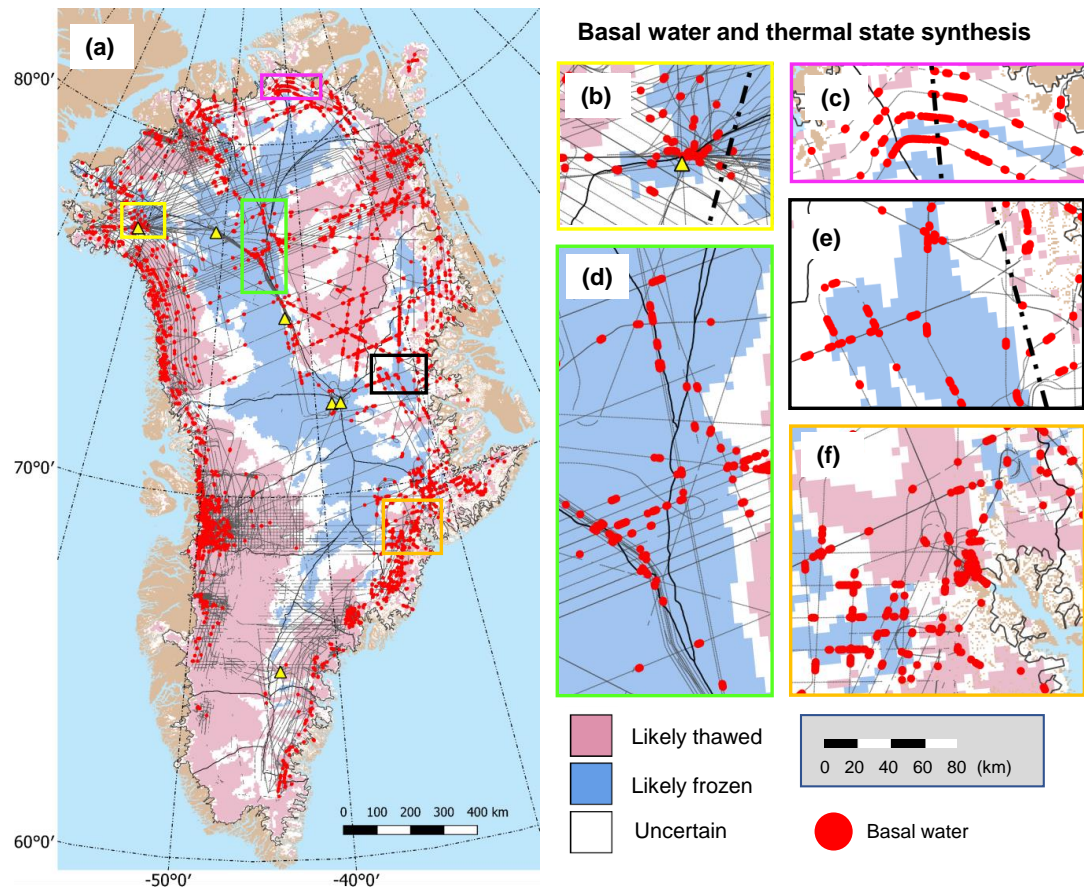 Basal water and thermal state synthesis
(a)
80°0'
70°0'
60°0'
-50°0'
-40°0'
0 100 200 300 400 km
(b)
(c)
(d)
(e)
(f)
Likely thawed
Likely frozen
Uncertain
0 20 40 60 80 (km)
Basal water